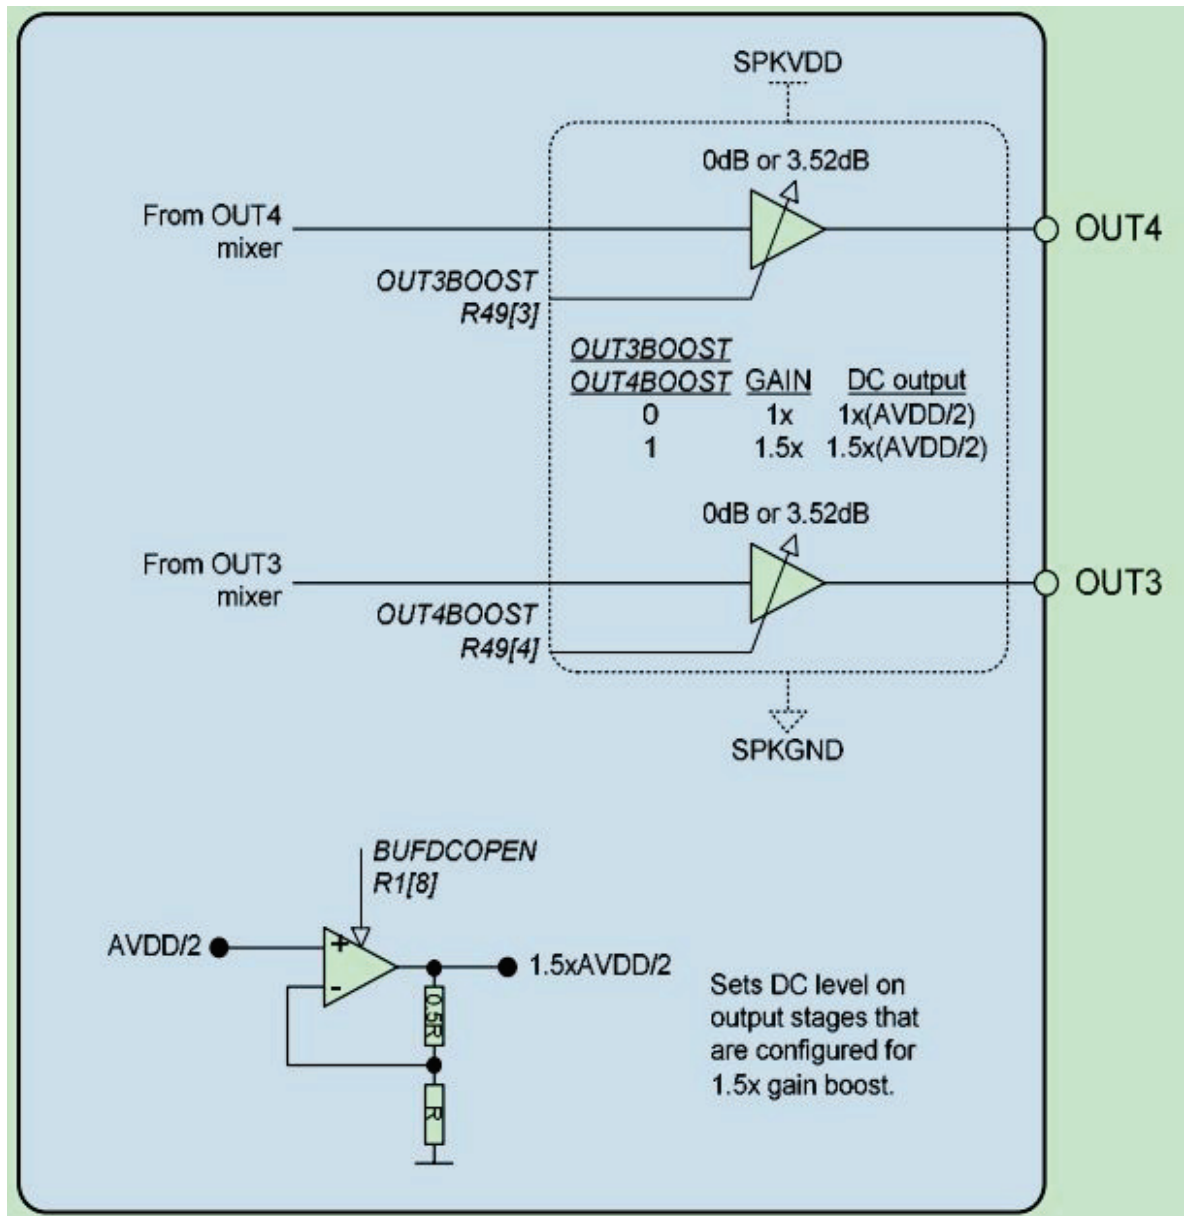 SPKVDD
0dB or 3.52dB
From OUT4
mixer
OUT4
OUT3BOOST
R49[3]
OUT3BOOST
OUT4BOOST GAIN DC output
0 1x 1x(AVDD/2)
1 1.5x 1.5x(AVDD/2)
0dB or 3.52dB
From OUT3
mixer
OUT3
OUT4BOOST
R49[4]
SPKGND
BUFDCOPEN
R1[8]
AVDD/2
+
-
1.5xAVDD/2
0.5R
R
Sets DC level on
output stages that
are configured for
1.5x gain boost.